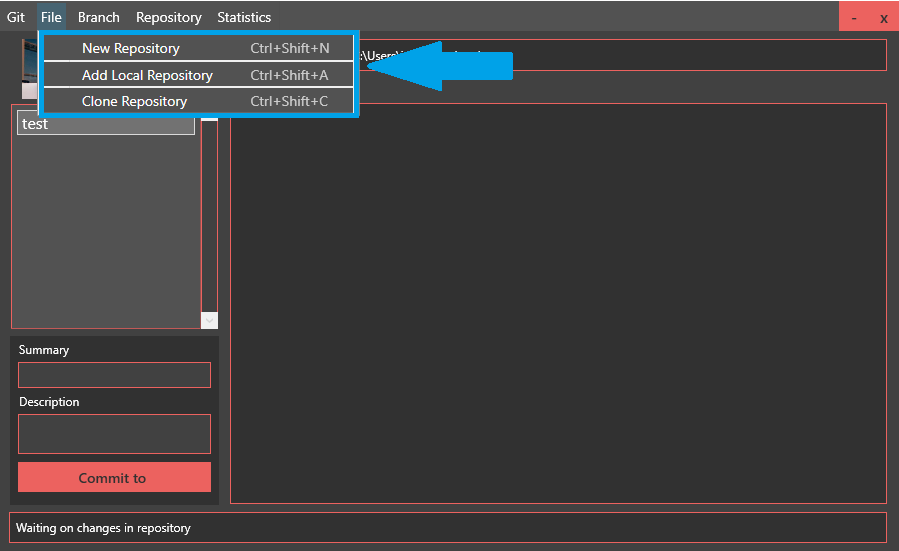 Git File Branch Repository Statistics - x
New Repository Ctrl+Shift+N
:\Users\
Add Local Repository Ctrl+Shift+A
Clone Repository Ctrl+Shift+C
test
Summary
Description
Commit to
Waiting on changes in repository